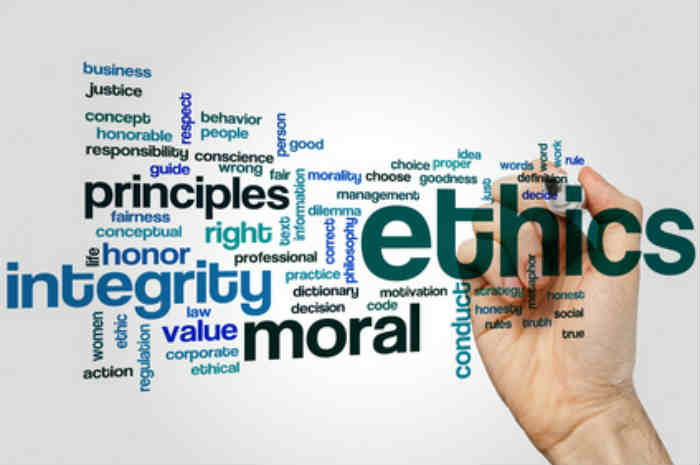 business
justice
respect
concept
behavior
honorable
people
person
good
responsibility
conscience
guide
wrong
fair
morality
choose
choice
proper
idea
goodness
words
word
work
rule
definition
decide
just
principles
information
management
fairness
conceptual
right
text
dilemma
correct
philosophy
ethics
life
honor
professional
integrity
practice
dictionary
motivation
decision
code
law
value
moral
women
ethic
regulation
corporate
ethical
action
conduct
strategy
metaphor
honest
honesty
social
rules
truth
true